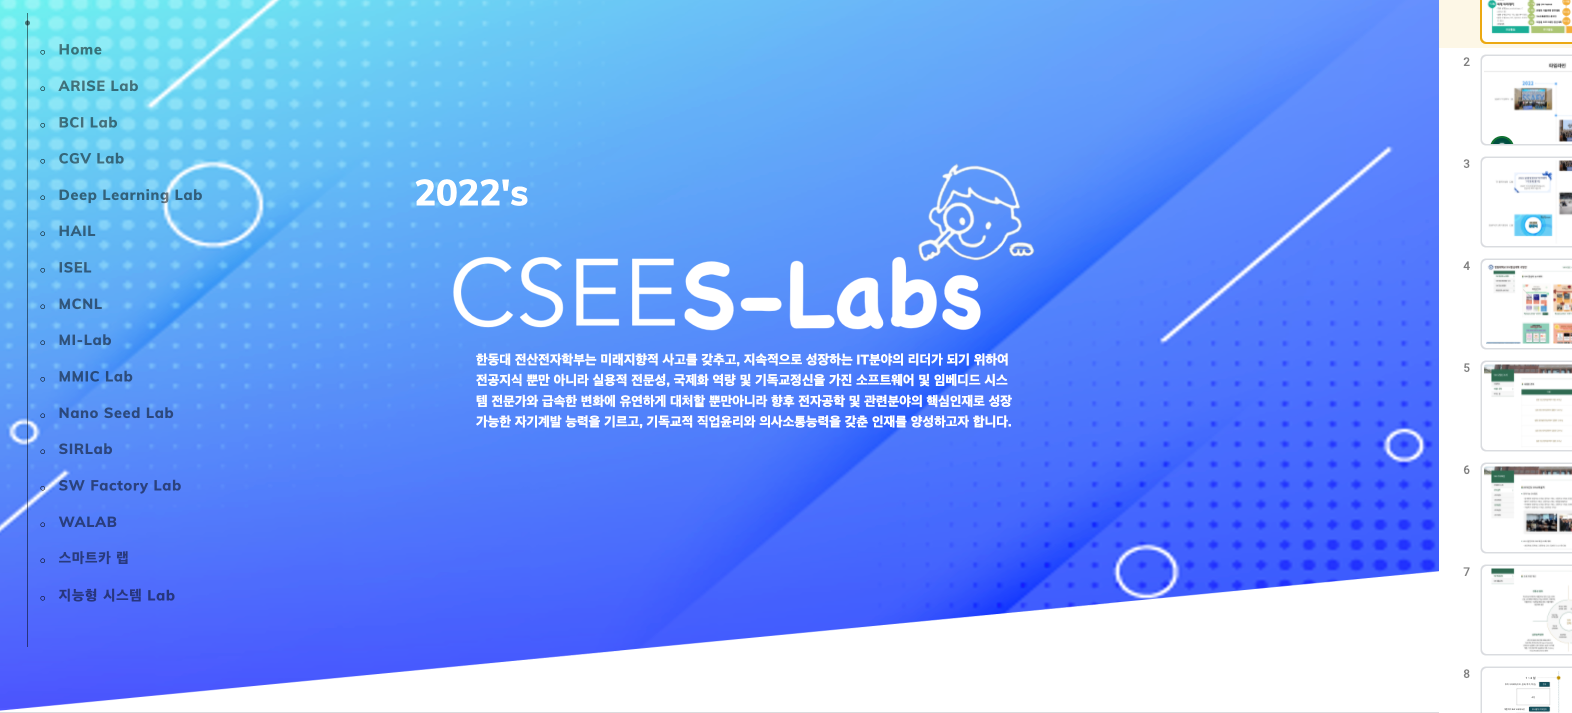 Home
ARISE Lab
BCI Lab
CGV Lab
Deep Learning Lab
HAIL
ISEL
MCNL
MI-Lab
MMIC Lab
Nano Seed Lab
SIRLab
SW Factory Lab
WALAB
스마트카 랩
지능형 시스템 Lab
2022's
CSEES-Labs
한동대 전산전자학부는 미래지향적 사고를 갖추고, 지속적으로 성장하는 IT분야의 리더가 되기 위하여
전공지식 뿐만 아니라 실용적 전문성, 국제화 역량 및 기독교정신을 가진 소프트웨어 및 임베디드 시스
템 전문가와 급속한 변화에 유연하게 대처할 뿐만아니라 향후 전자공학 및 관련분야의 핵심인재로 성장
가능한 자기계발 능력을 기르고, 기독교적 직업윤리와 의사소통능력을 갖춘 인재를 양성하고자 합니다.
2
2022
3
4
5
6
7
8